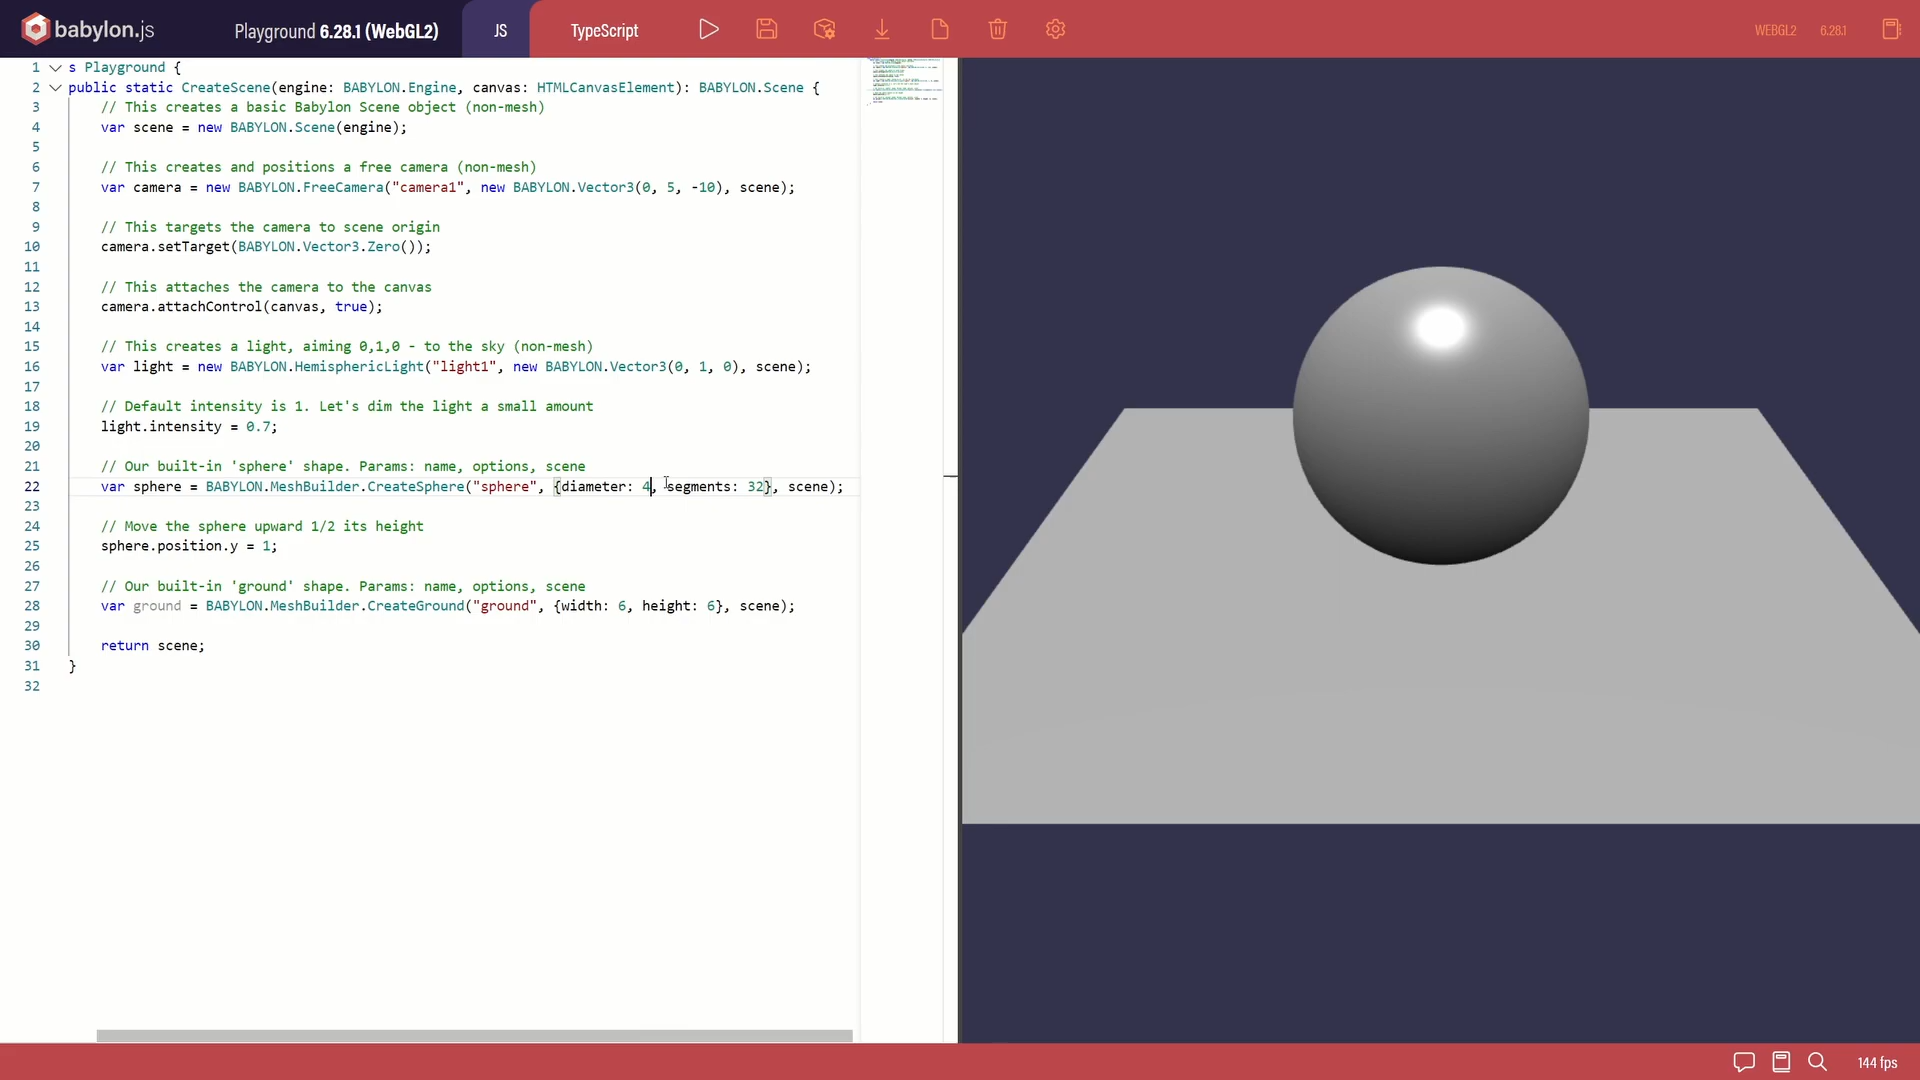 babylon.js
Playground 6.28.1 (WebGL2)
JS
TypeScript
WEBGL2
6.28.1
1 s Playground {
2 public static CreateScene(engine: BABYLON.Engine, canvas: HTMLCanvasElement): BABYLON.Scene {
3 // This creates a basic Babylon Scene object (non-mesh)
4 var scene = new BABYLON.Scene(engine);
5
6 // This creates and positions a free camera (non-mesh)
7 var camera = new BABYLON.FreeCamera("camera1", new BABYLON.Vector3(0, 5, -10), scene);
8
9 // This targets the camera to scene origin
10 camera.setTarget(BABYLON.Vector3.Zero());
11
12 // This attaches the camera to the canvas
13 camera.attachControl(canvas, true);
14
15 // This creates a light, aiming 0,1,0 - to the sky (non-mesh)
16 var light = new BABYLON.HemisphericLight("light1", new BABYLON.Vector3(0, 1, 0), scene);
17
18 // Default intensity is 1. Let's dim the light a small amount
19 light.intensity = 0.7;
20
21 // Our built-in 'sphere' shape. Params: name, options, scene
22 var sphere = BABYLON.MeshBuilder.CreateSphere("sphere", {diameter: 4, segments: 32}, scene);
23
24 // Move the sphere upward 1/2 its height
25 sphere.position.y = 1;
26
27 // Our built-in 'ground' shape. Params: name, options, scene
28 var ground = BABYLON.MeshBuilder.CreateGround("ground", {width: 6, height: 6}, scene);
29
30 return scene;
31 }
32
144 fps